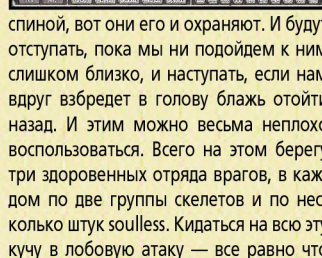 спиной, вот они его и охраняют. И буду
отступать, пока мы ни подойдем к ним
слишком близко, и наступать, если нам
вдруг взбредет в голову блажь отойти
назад. И этим можно весьма неплохо
воспользоваться. Всего на этом берегу
три здоровенных отряда врагов, в каж
дом по две группы скелетов и по нес
колько штук soulless. Кидаться на всю эту
кучу в лобовую атаку — все равно что